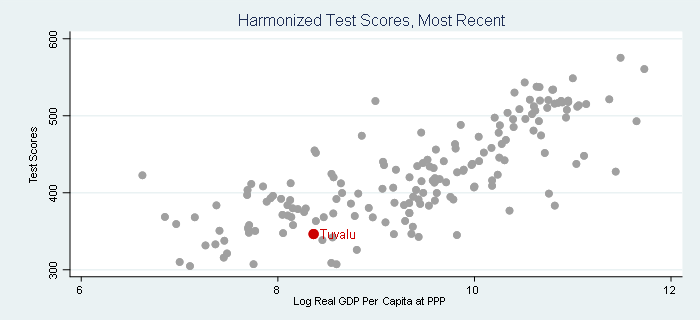 Harmonized Test Scores, Most Recent
600
500
400
300
Test Scores
Tuvalu
6
8
10
12
Log Real GDP Per Capita at PPP